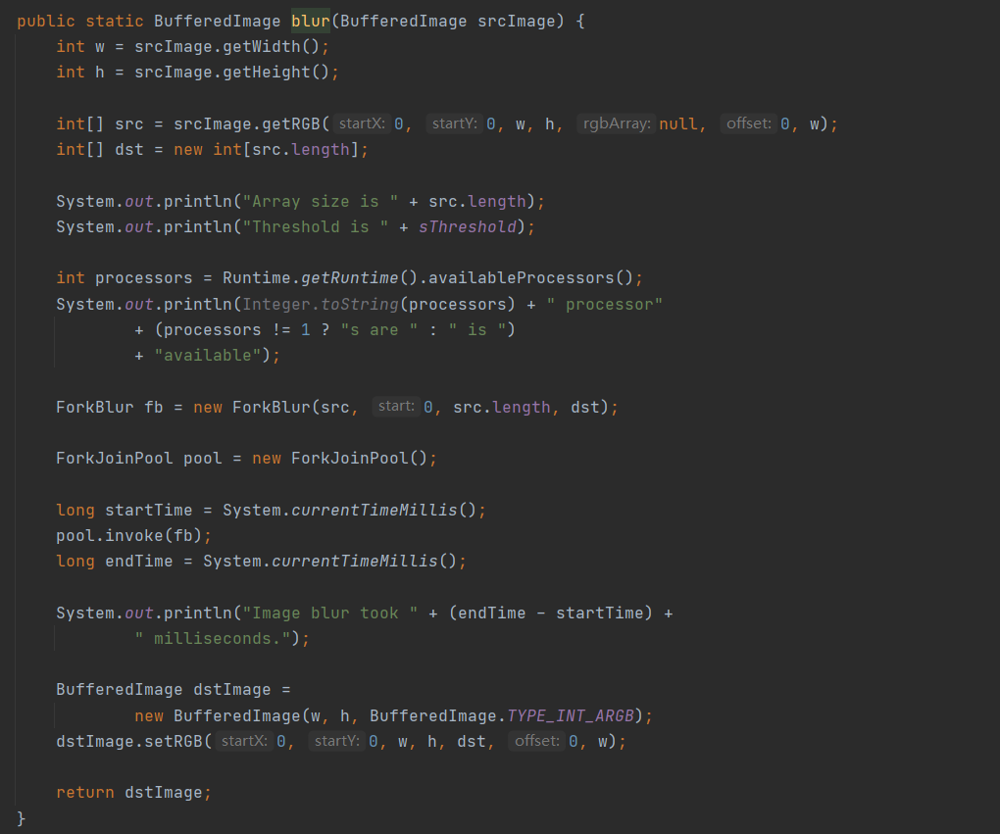 public static BufferedImage blur(BufferedImage srcImage) {
    int w = srcImage.getWidth();
    int h = srcImage.getHeight();

    int[] src = srcImage.getRGB( startX: 0, startY: 0, w, h, rgbArray: null, offset: 0, w);
    int[] dst = new int[src.length];

    System.out.println("Array size is " + src.length);
    System.out.println("Threshold is " + sThreshold);

    int processors = Runtime.getRuntime().availableProcessors();
    System.out.println(Integer.toString(processors) + " processor"
            + (processors != 1 ? "s are " : " is ")
            + "available");

    ForkBlur fb = new ForkBlur(src, start: 0, src.length, dst);

    ForkJoinPool pool = new ForkJoinPool();

    long startTime = System.currentTimeMillis();
    pool.invoke(fb);
    long endTime = System.currentTimeMillis();

    System.out.println("Image blur took " + (endTime - startTime) +
            " milliseconds.");

    BufferedImage dstImage =
            new BufferedImage(w, h, BufferedImage.TYPE_INT_ARGB);
    dstImage.setRGB( startX: 0, startY: 0, w, h, dst, offset: 0, w);

    return dstImage;
}